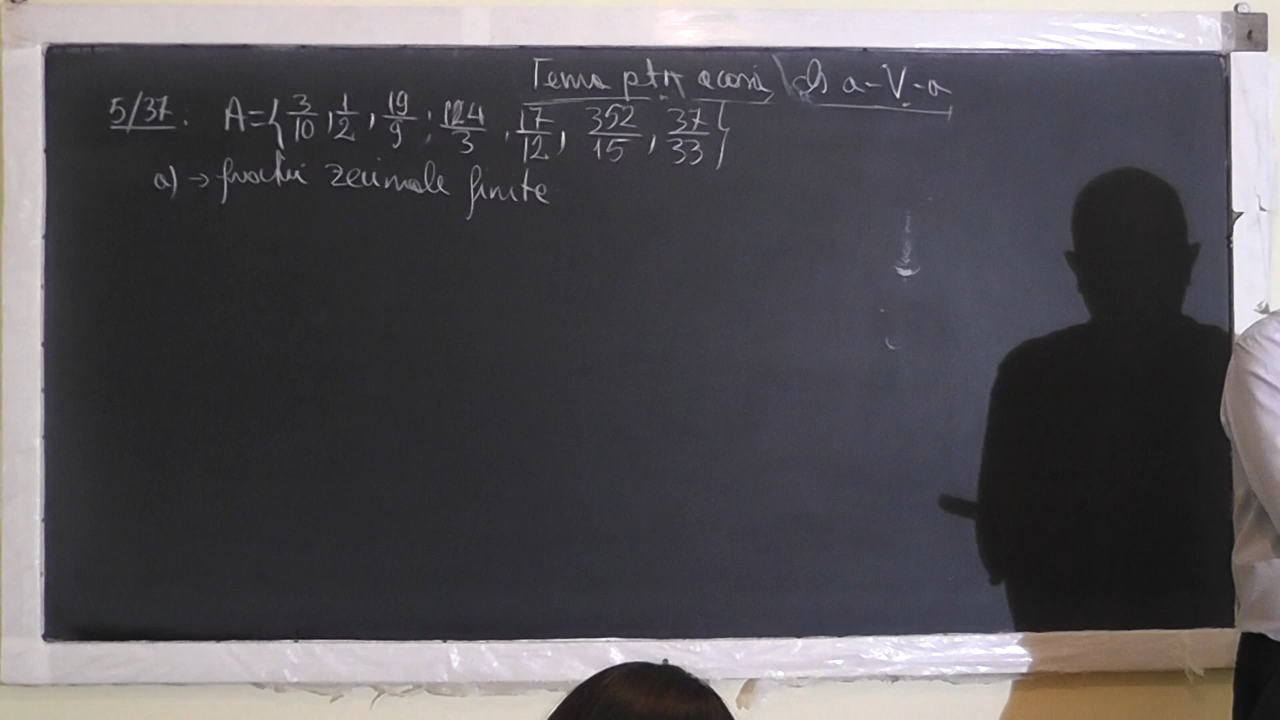 Tema ptr acasă cls a-V-a
5/37. A={3/10, 1/2, 19/9, 124/3, 17/12, 352/15, 37/33}
a) → fracții zecimale finite